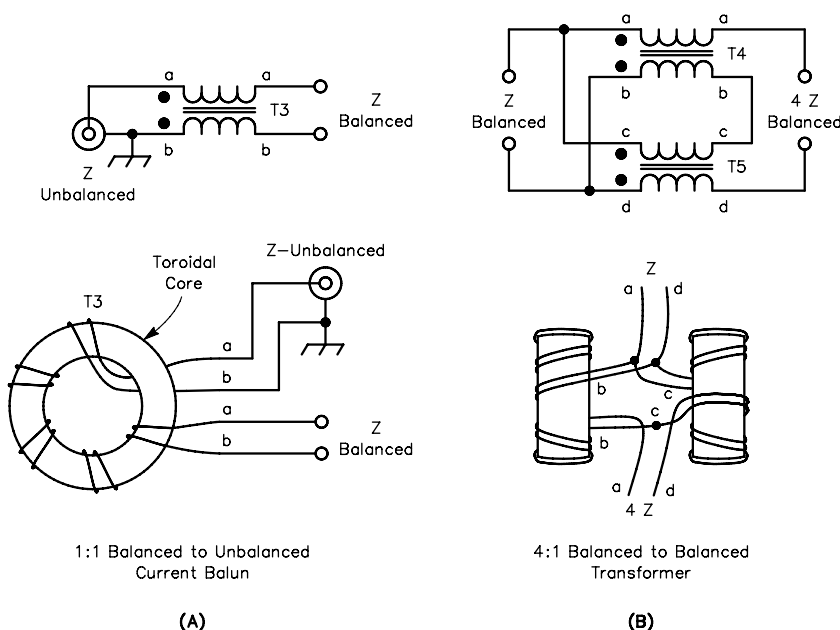 a
a
T3
b
b
Z
Balanced
Z
Unbalanced
a
a
T4
b
b
Z
Balanced
4 Z
Balanced
c
c
T5
d
d
Toroidal
Core
T3
Z-Unbalanced
a
b
a
b
Z
Balanced
Z
a
d
b
c
c
b
a
d
4 Z
1:1 Balanced to Unbalanced
Current Balun
(A)
4:1 Balanced to Balanced
Transformer
(B)